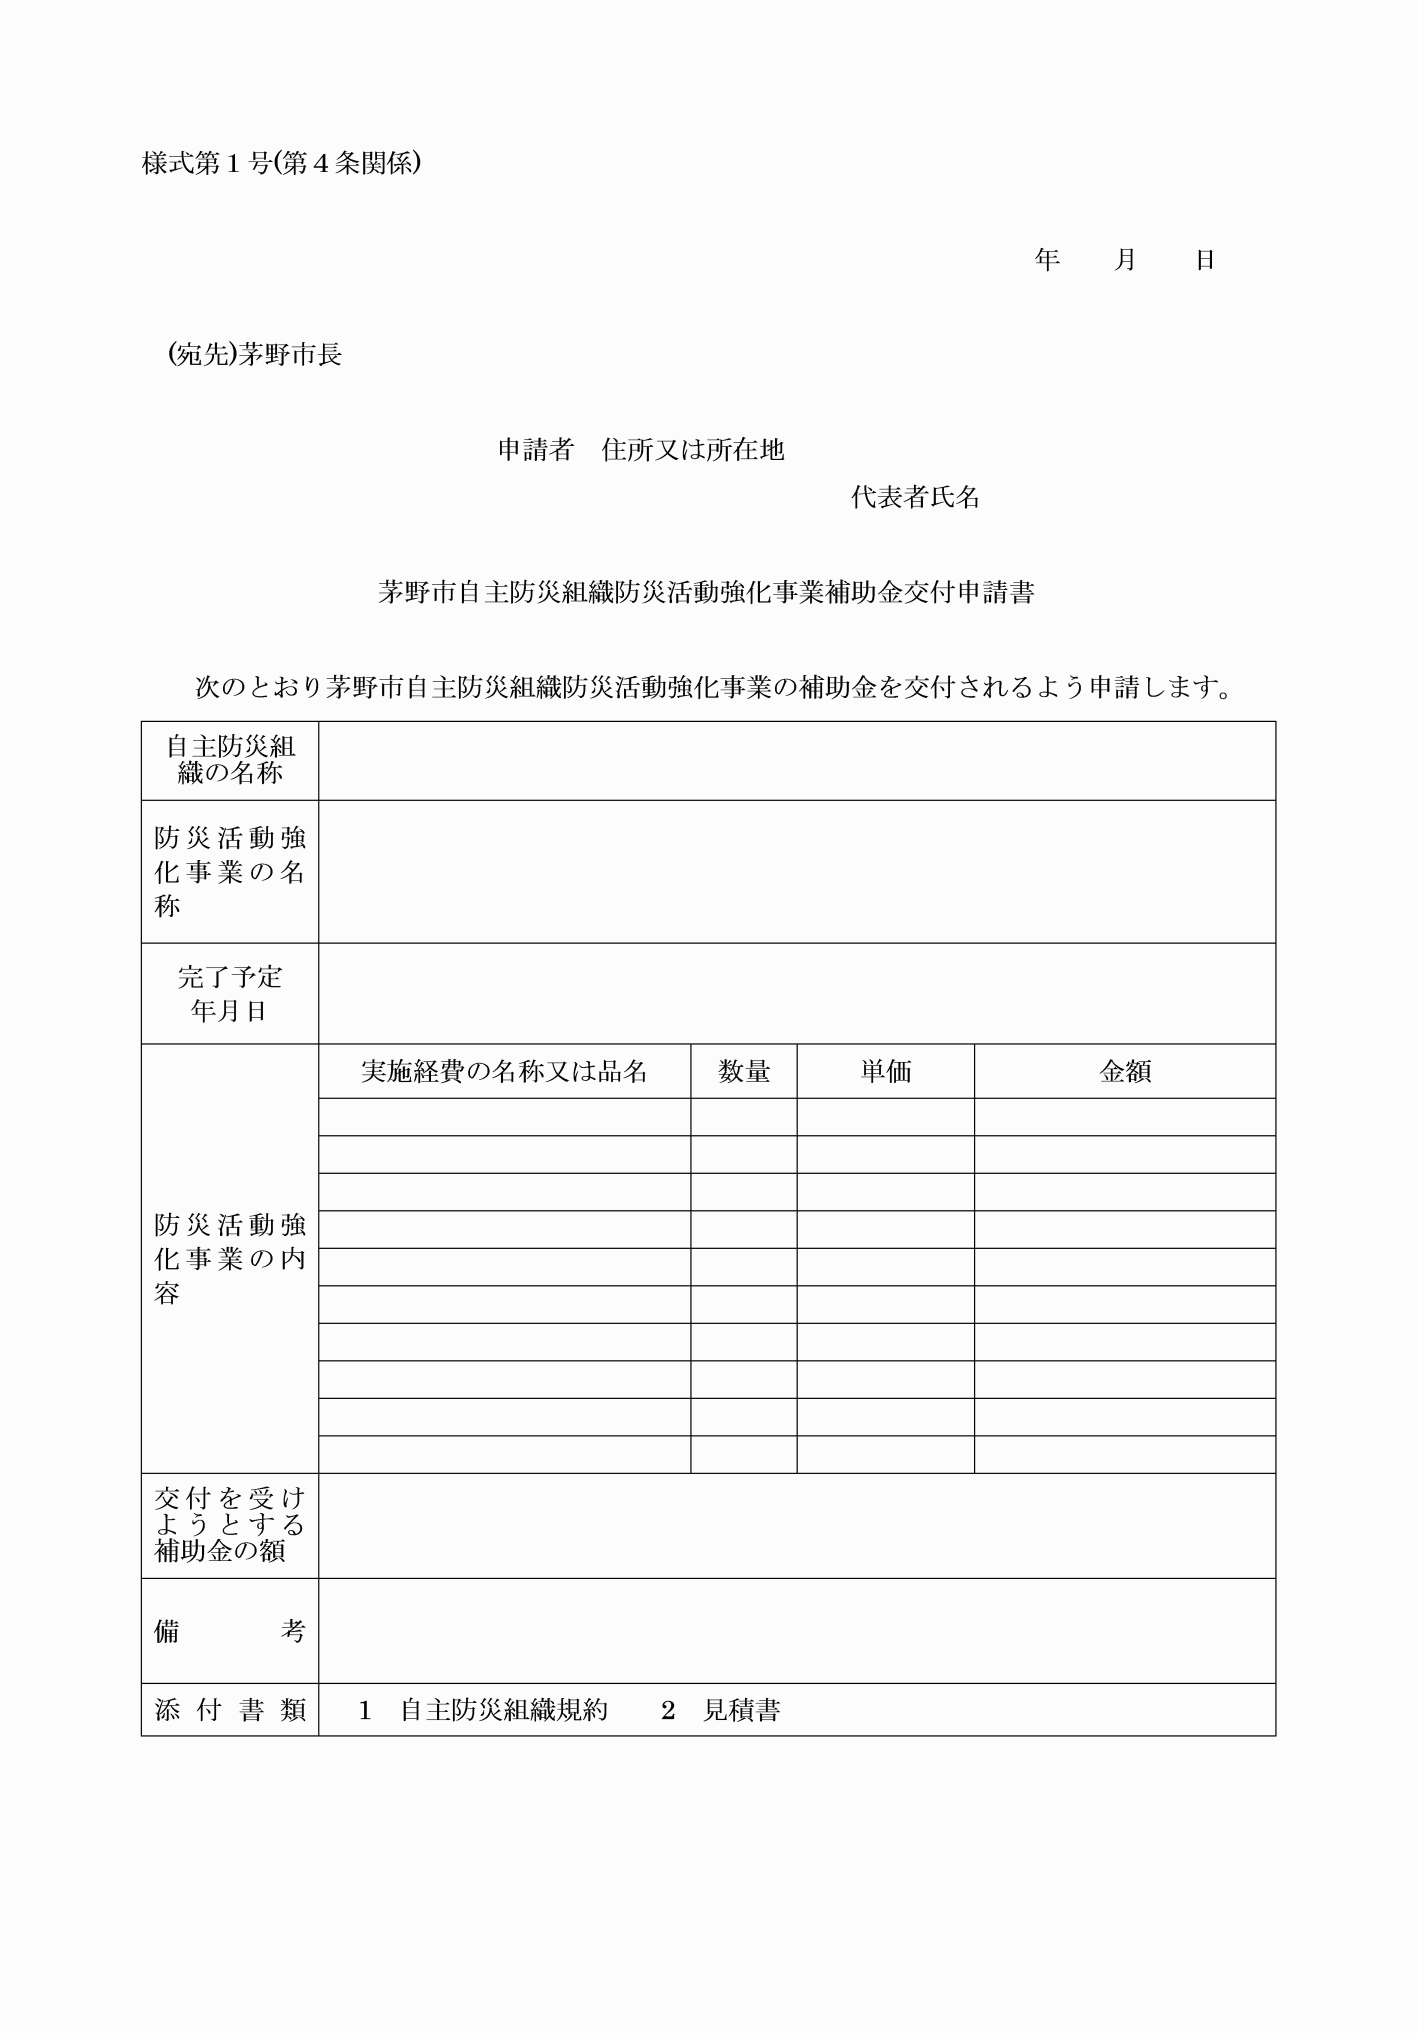 様式第１号(第４条関係)
年　　月　　日
(宛先)茅野市長
申請者　住所又は所在地
代表者氏名
茅野市自主防災組織防災活動強化事業補助金交付申請書
次のとおり茅野市自主防災組織防災活動強化事業の補助金を交付されるよう申請します。
自主防災組
織の名称
防災活動強
化事業の名
称
完了予定
年月日
実施経費の名称又は品名　数量　単価　金額
防災活動強
化事業の内
容
交付を受け
ようとする
補助金の額
備　　　考
添付書類　1　自主防災組織規約　　2　見積書